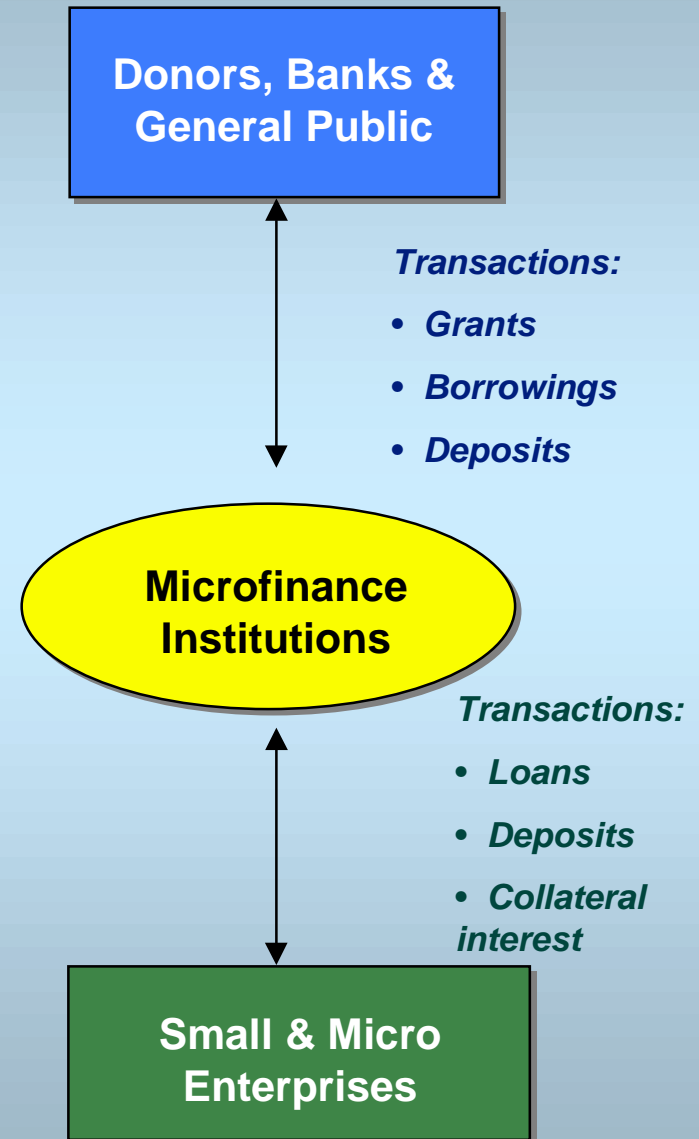 Donors, Banks &
General Public
Transactions:
• Grants
• Borrowings
• Deposits
Microfinance
Institutions
Transactions:
• Loans
• Deposits
• Collateral
interest
Small & Micro
Enterprises